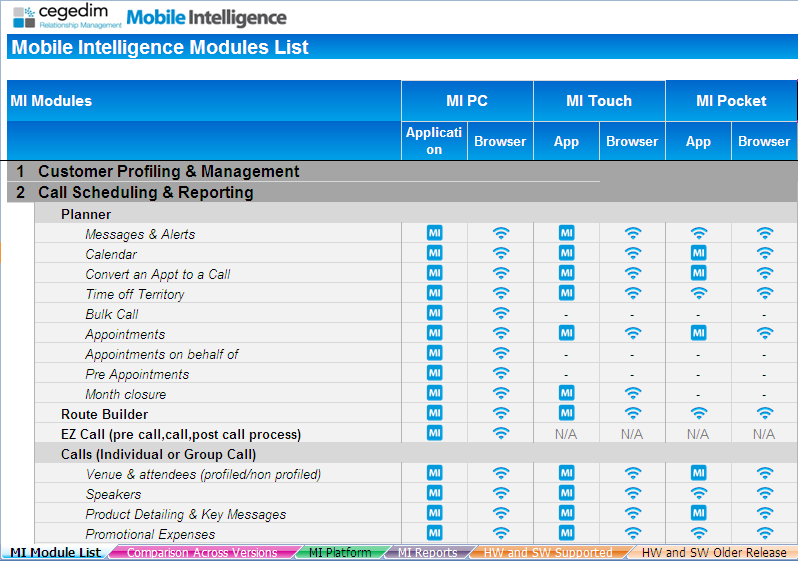 cegedim
Relationship Management
Mobile Intelligence
Mobile Intelligence Modules List
MI Modules MI PC MI Touch MI Pocket
Applicati
on Browser App Browser App Browser
1 Customer Profiling & Management
2 Call Scheduling & Reporting
Planner
Messages & Alerts MI MI
Calendar MI MI MI
Convert an Appt to a Call MI MI MI
Time off Territory MI MI
Bulk Call MI - - - -
Appointments MI MI MI
Appointments on behalf of MI - - - -
Pre Appointments MI - - - -
Month closure MI MI - -
Route Builder MI MI
EZ Call (pre call,call,post call process) MI N/A N/A N/A N/A
Calls (Individual or Group Call)
Venue & attendees (profiled/non profiled) MI MI MI
Speakers MI MI
Product Detailing & Key Messages MI MI MI
Promotional Expenses MI MI
MI Module List Comparison Across Versions MI Platform MI Reports HW and SW Supported HW and SW Older Release